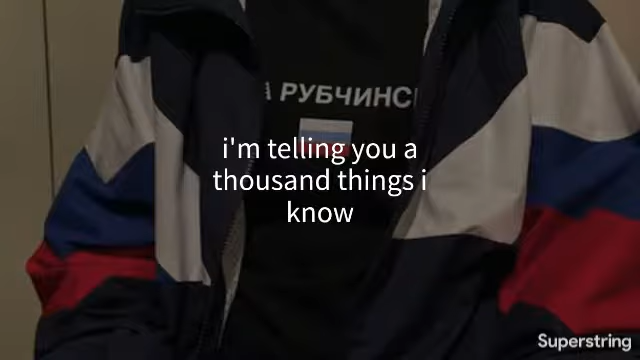 РУБЧИНС
i'm telling you a
thousand things i
know
Superstring